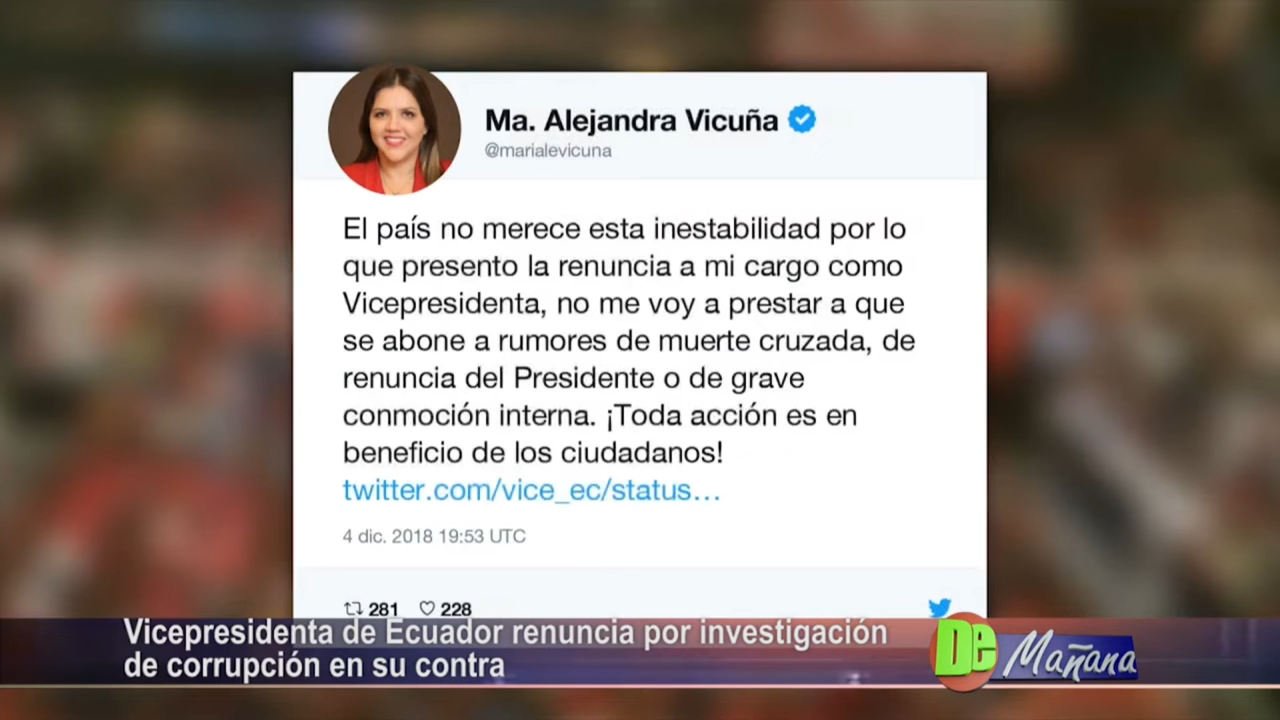 Ma. Alejandra Vicuña
@marialevicuna
El país no merece esta inestabilidad por lo
que presento la renuncia a mi cargo como
Vicepresidenta, no me voy a prestar a que
se abone a rumores de muerte cruzada, de
renuncia del Presidente o de grave
conmoción interna. ¡Toda acción es en
beneficio de los ciudadanos!
twitter.com/vice_ec/status...
4 dic. 2018 19:53 UTC
281 228
Vicepresidenta de Ecuador renuncia por investigación
de corrupción en su contra
De Mañana